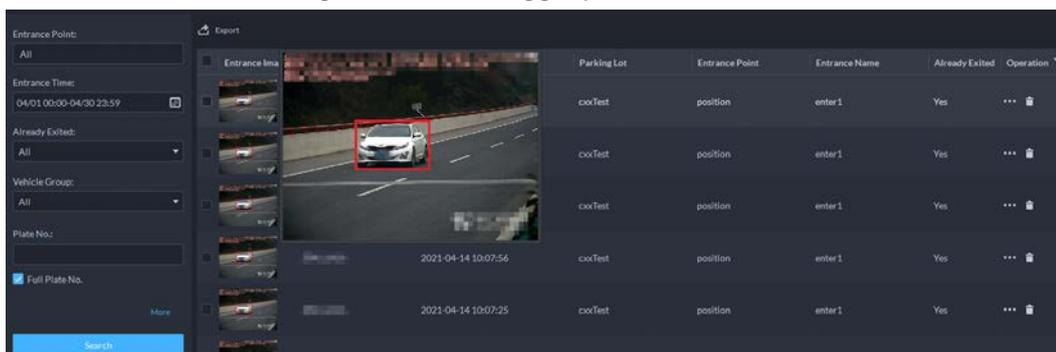 Entrance Point:
All
Entrance Time:
04/01 00:00-04/30 23:59
Already Exited:
All
Vehicle Group:
All
Plate No.:
Full Plate No.
More
Search
Export
Entrance Ima Parking Lot Entrance Point Entrance Name Already Exited Operation
cxxTest position enter1 Yes
cxxTest position enter1 Yes
cxxTest position enter1 Yes
2021-04-14 10:07:56 cxxTest position enter1 Yes
2021-04-14 10:07:25 cxxTest position enter1 Yes